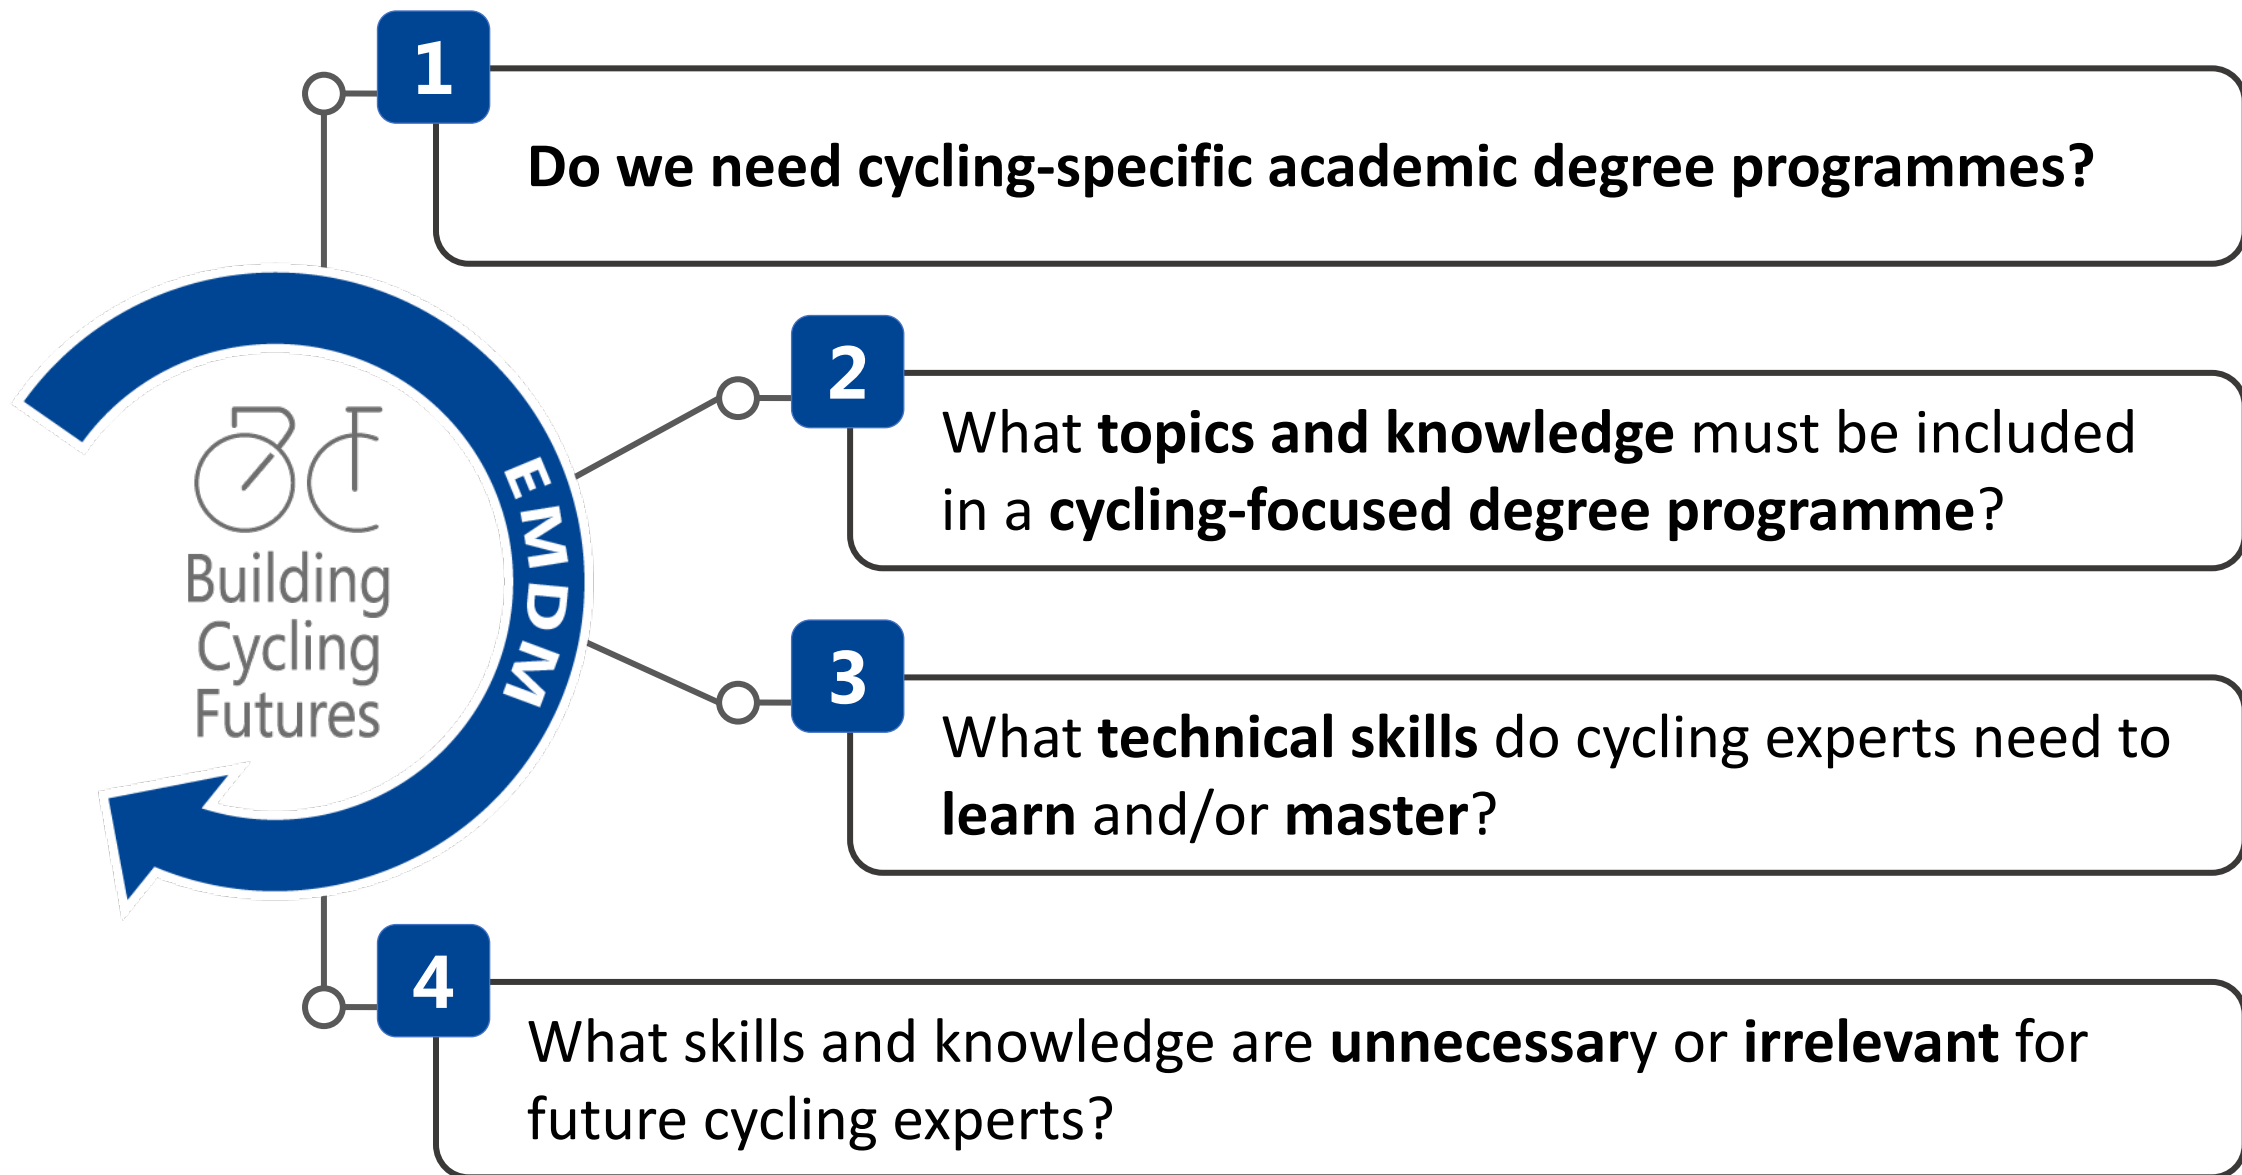 1
Do we need cycling-specific academic degree programmes?
2
What topics and knowledge must be included
in a cycling-focused degree programme?
EMDM
Building
Cycling
Futures
3
What technical skills do cycling experts need to
learn and/or master?
4
What skills and knowledge are unnecessary or irrelevant for
future cycling experts?